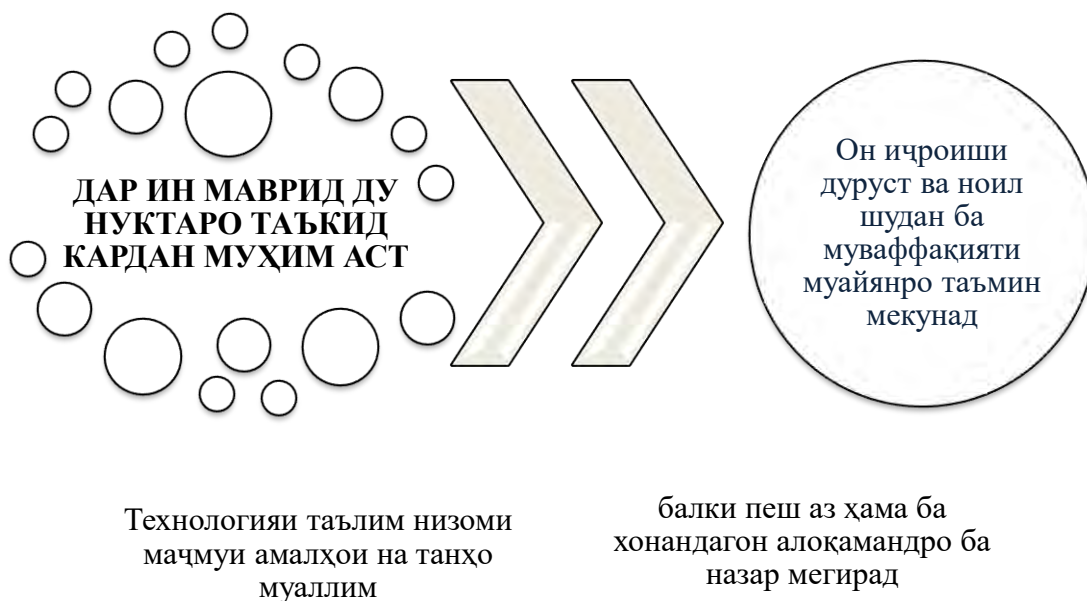 ДАР ИН МАВРИД ДУ
НУКТАРО ТАЪКИД
КАРДАН МУҲИМ АСТ
Он иҷроиши
дуруст ва ноил
шудан ба
муваффақияти
муайянро таъмин
мекунад
Технологияи таълим низоми
маҷмуи амалҳои на танҳо
муаллим
балки пеш аз ҳама ба
хонандагон алоқамандро ба
назар мегирад